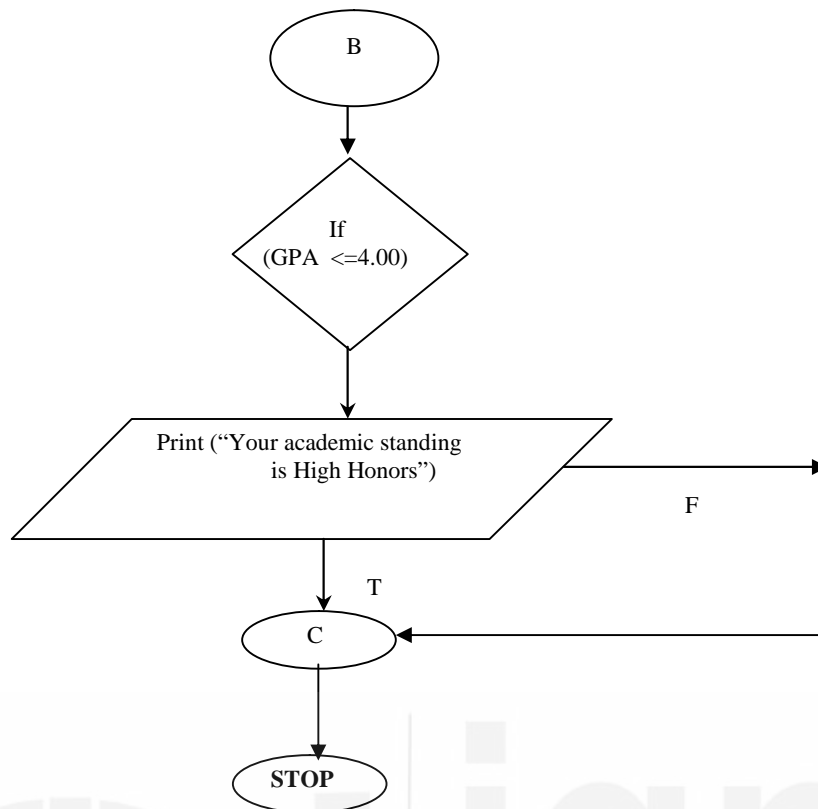 B
If
(GPA <=4.00)
Print (“Your academic standing
is High Honors”)
F
T
C
STOP